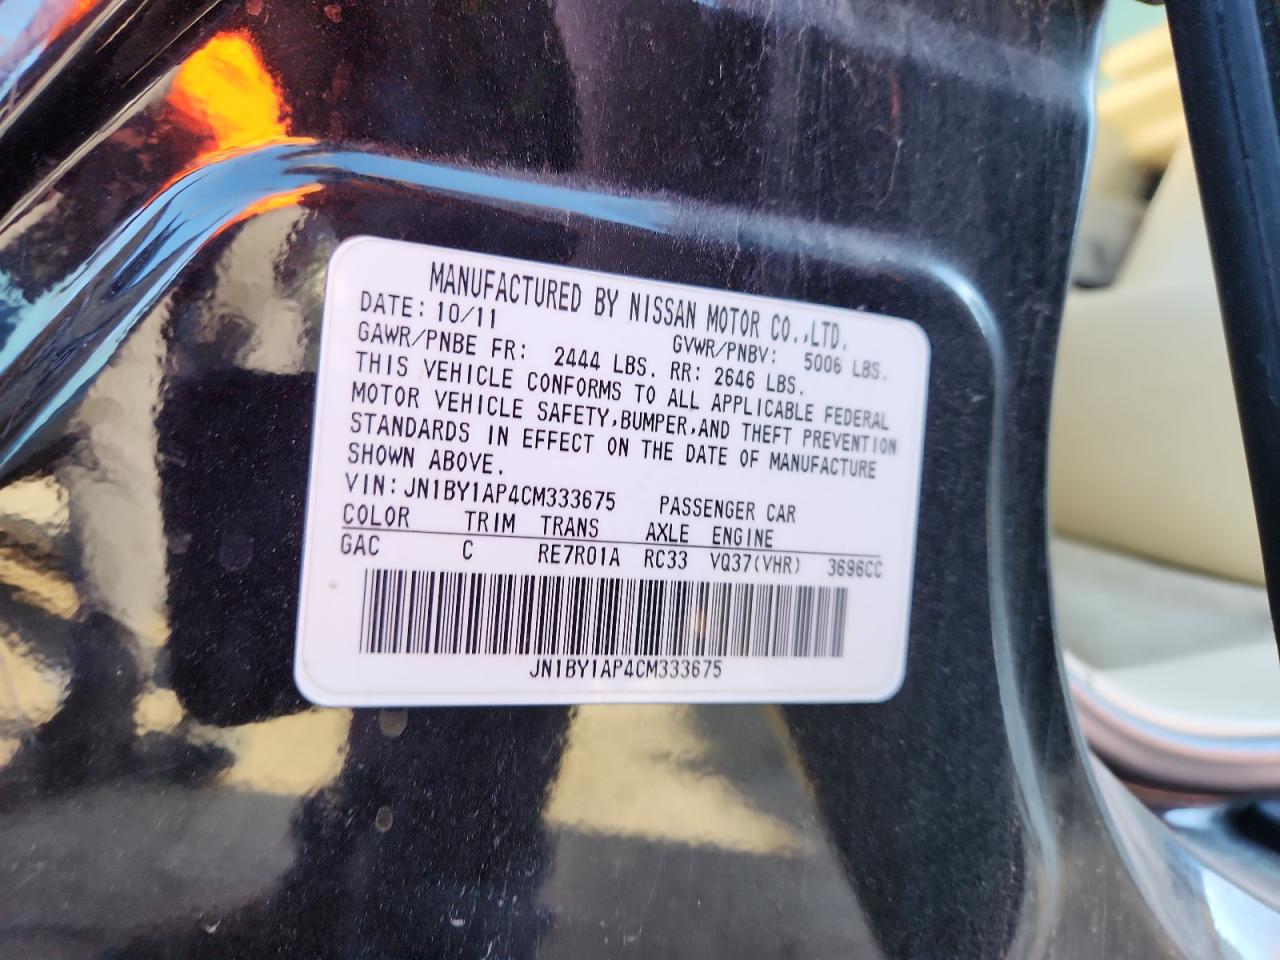 MANUFACTURED BY NISSAN MOTOR CO.,LTD.
DATE: 10/11 GVWR/PNBV: 5006 LBS.
GAWR/PNBE FR: 2444 LBS. RR: 2646 LBS.
THIS VEHICLE CONFORMS TO ALL APPLICABLE FEDERAL
MOTOR VEHICLE SAFETY,BUMPER,AND THEFT PREVENTION
STANDARDS IN EFFECT ON THE DATE OF MANUFACTURE
SHOWN ABOVE.
VIN: JN1BY1AP4CM333675 PASSENGER CAR
COLOR TRIM TRANS AXLE ENGINE
GAC C RE7R01A RC33 VQ37(VHR) 3696CC
JN1BY1AP4CM333675